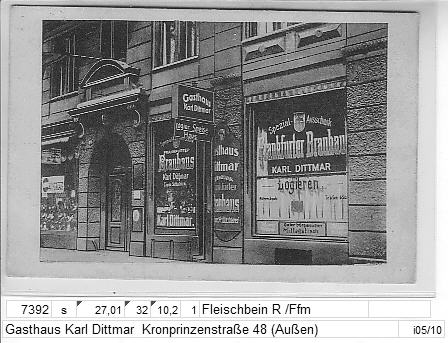 Gasthaus
Karl Dittmar
Brauhaus
Karl Dittmar
Karl Dittmar.
Spezial-Ausschank
Frankfurter Brauhaus
KARL DITTMAR
Logieren
Mittagstisch
7392 s 27,01 32 10,2 1 Fleischbein R /Ffm
Gasthaus Karl Dittmar Kronprinzenstraße 48 (Außen) i05/10